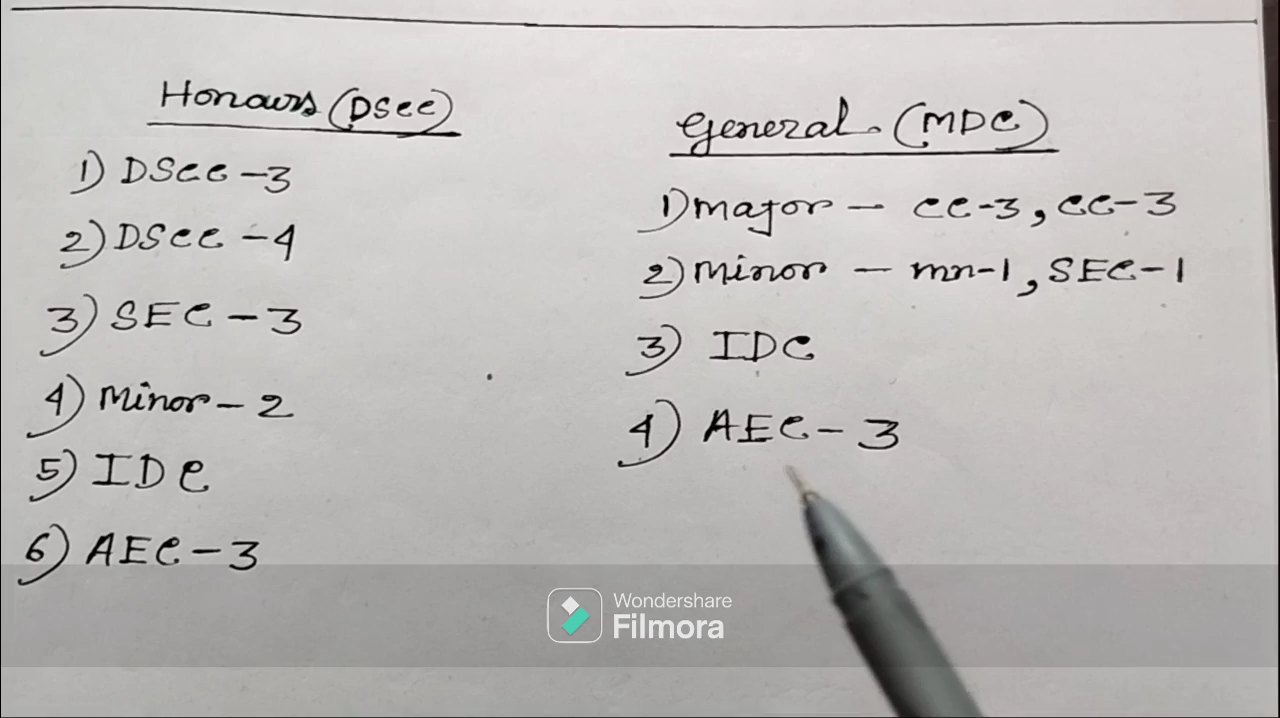 Honours (DSCC)
1) DSCC - 3
2) DSCC - 4
3) SEC - 3
4) Minor - 2
5) IDC
6) AEC - 3
General (MDC)
1) Major - CC-3, CC-3
2) Minor - mn-1, SEC-1
3) IDC
4) AEC - 3
Wondershare
Filmora